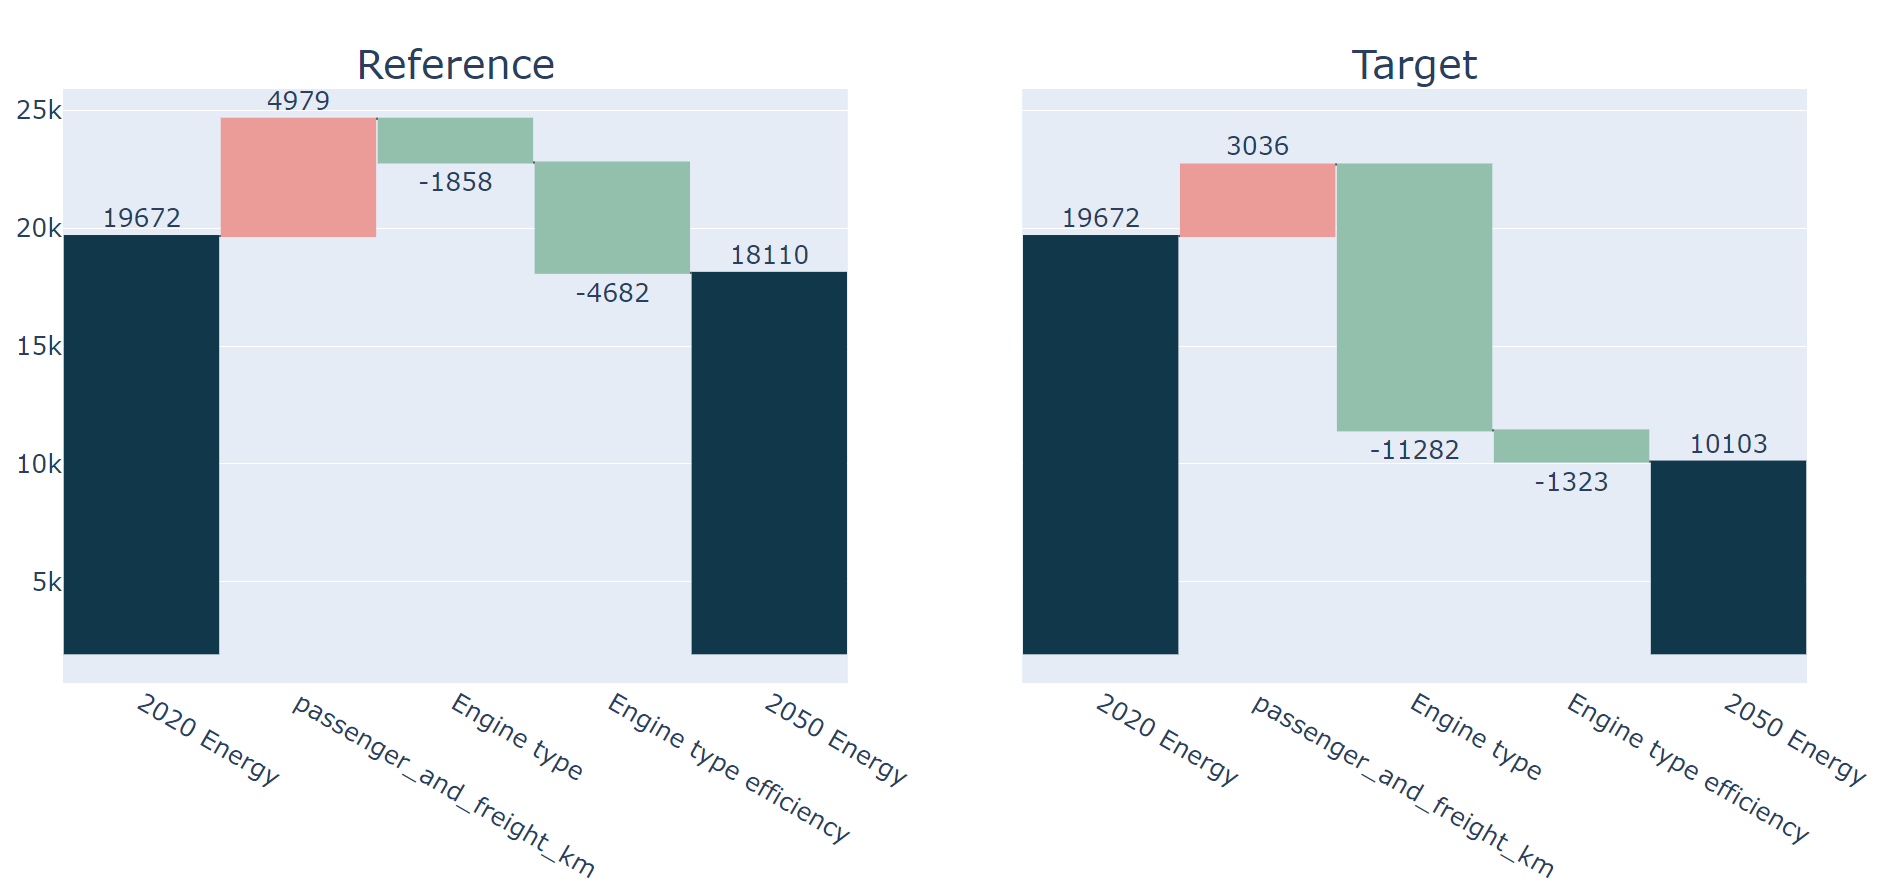 Reference
25k
20k
15k
10k
5k
4979
19672
-1858
-4682
18110
2020 Energy
passenger_and_freight_km
Engine type
Engine type efficiency
2050 Energy
Target
3036
19672
-11282
-1323
10103
2020 Energy
passenger_and_freight_km
Engine type
Engine type efficiency
2050 Energy